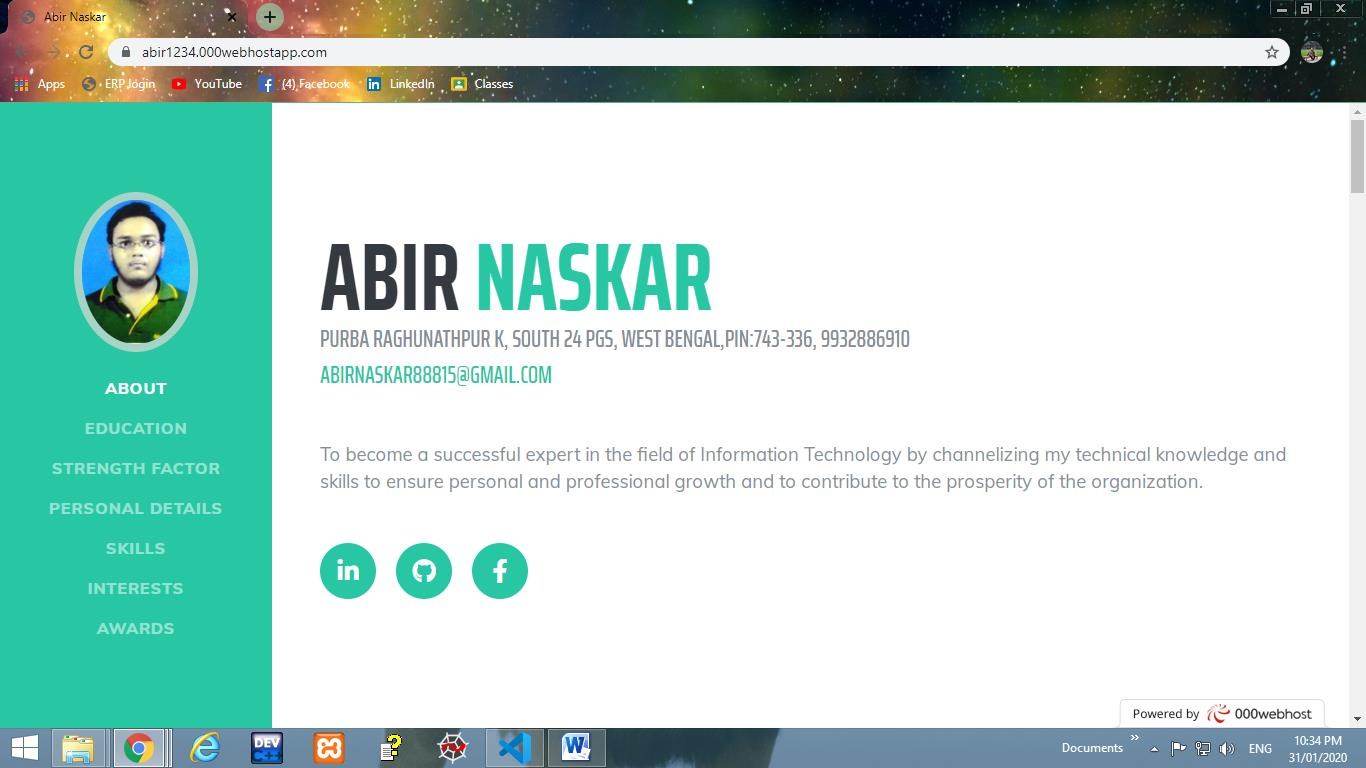 Abir Naskar
abir1234.000webhostapp.com
Apps ERP login YouTube (4) Facebook LinkedIn Classes
ABOUT
EDUCATION
STRENGTH FACTOR
PERSONAL DETAILS
SKILLS
INTERESTS
AWARDS
ABIR NASKAR
PURBA RAGHUNATHPUR K, SOUTH 24 PGS, WEST BENGAL,PIN:743-336, 9932886910
ABIRNASKAR88815@GMAIL.COM
To become a successful expert in the field of Information Technology by channelizing my technical knowledge and
skills to ensure personal and professional growth and to contribute to the prosperity of the organization.
Powered by 000webhost
DEV C++
Documents
ENG
10:34 PM
31/01/2020